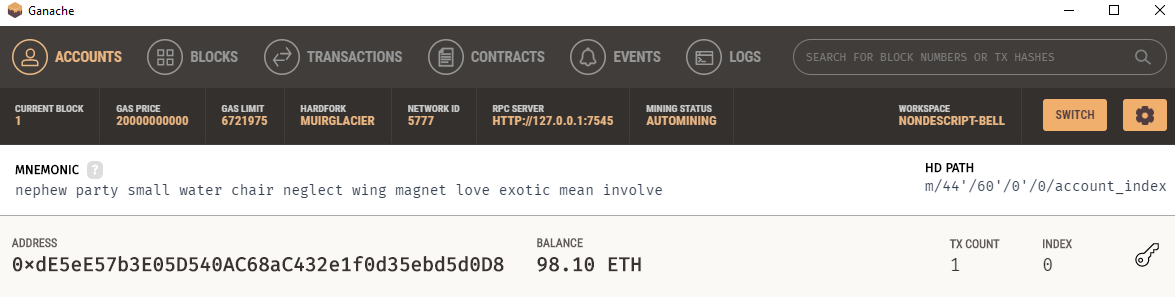 Ganache
ACCOUNTS BLOCKS TRANSACTIONS CONTRACTS EVENTS LOGS SEARCH FOR BLOCK NUMBERS OR TX HASHES
CURRENT BLOCK GAS PRICE GAS LIMIT HARDFORK NETWORK ID RPC SERVER MINING STATUS WORKSPACE
1 20000000000 6721975 MUIRGLACIER 5777 HTTP://127.0.0.1:7545 AUTOMINING NONDESCRIPT-BELL SWITCH
MNEMONIC ? HD PATH
nephew party small water chair neglect wing magnet love exotic mean involve m/44'/60'/0'/0/account_index
ADDRESS BALANCE TX COUNT INDEX
0xdE5eE57b3E05D540AC68aC432e1f0d35ebd5d0D8 98.10 ETH 1 0